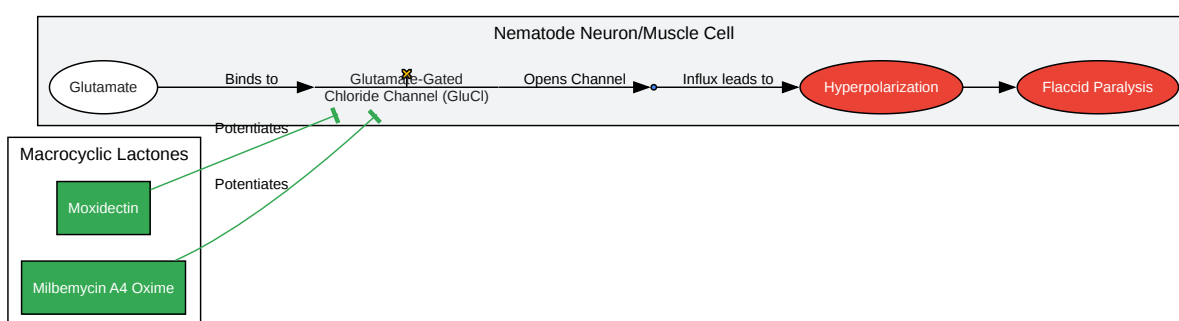 Nematode Neuron/Muscle Cell
Glutamate
Binds to
Glutamate-Gated
Chloride Channel (GluCl)
Opens Channel
Influx leads to
Hyperpolarization
Flaccid Paralysis
Potentiates
Macrocyclic Lactones
Potentiates
Moxidectin
Milbemycin A4 Oxime